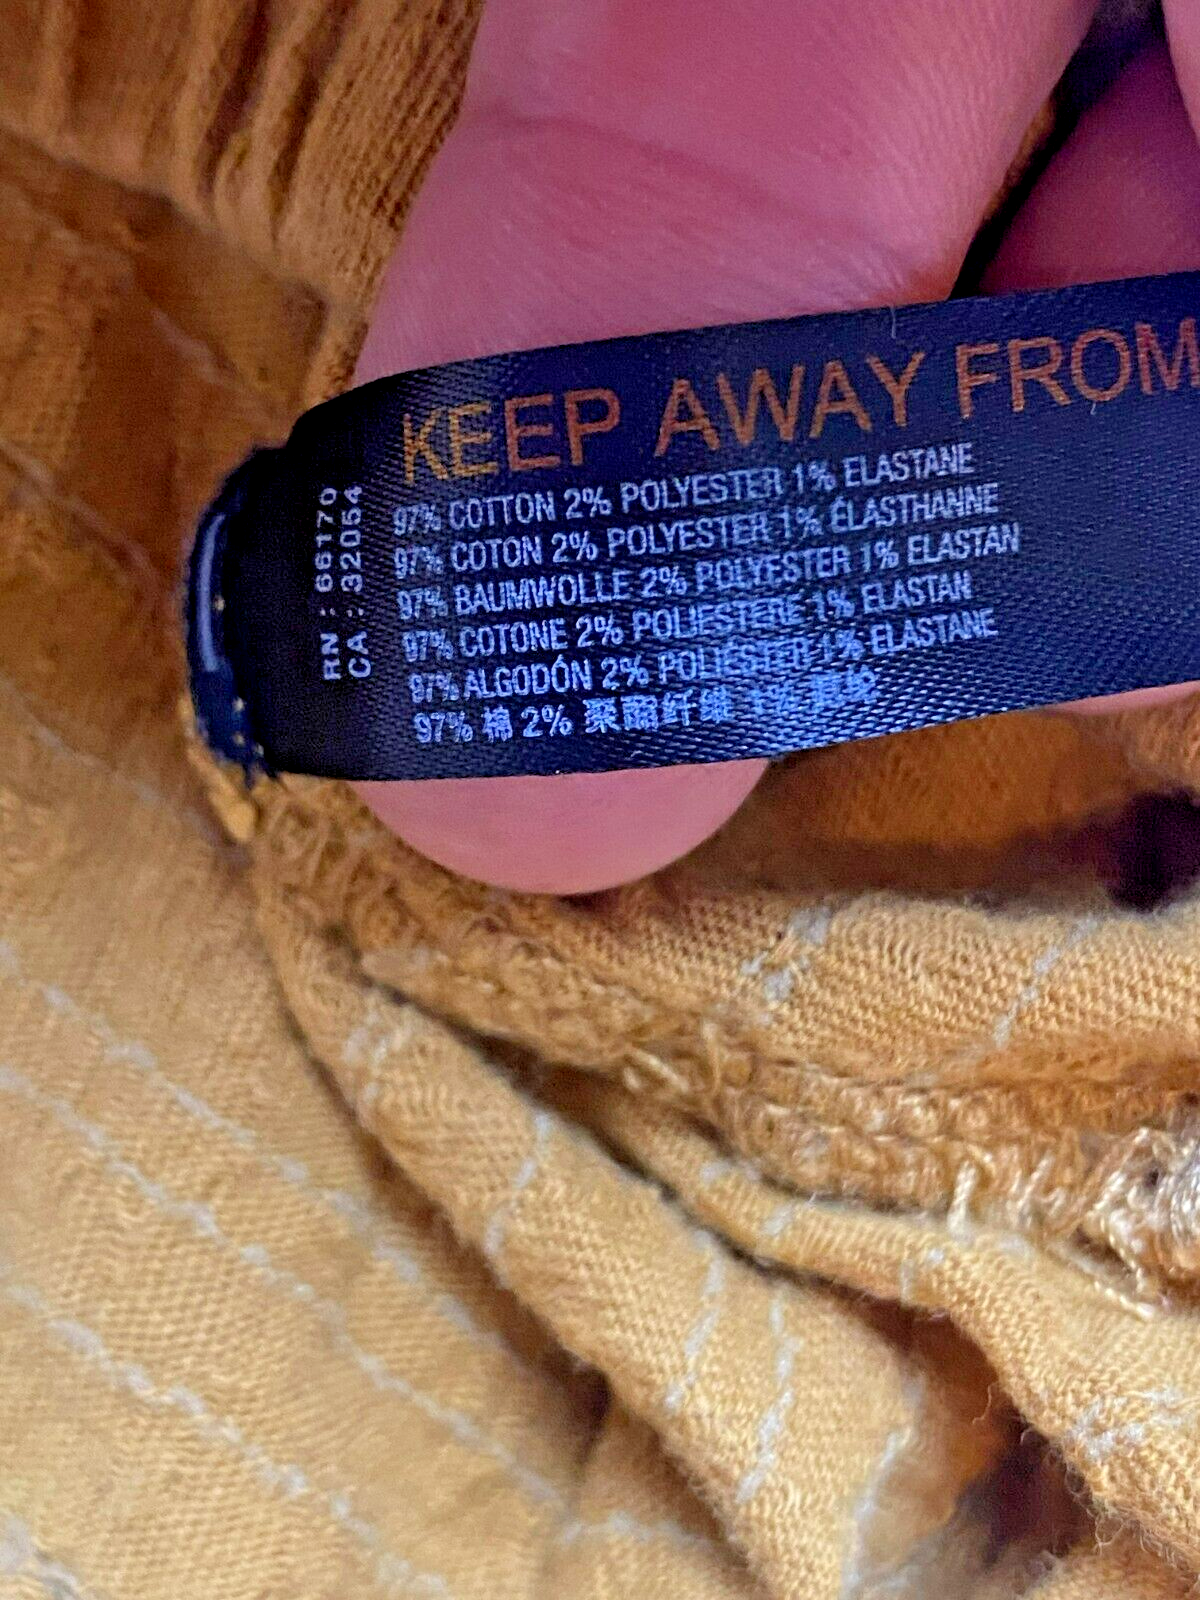 KEEP AWAY FROM
97% COTTON 2% POLYESTER 1% ELASTANE
97% COTON 2% POLYESTER 1% ÉLASTHANNE
97% BAUMWOLLE 2% POLYESTER 1% ELASTAN
97% COTONE 2% POLIESTERE 1% ELASTAN
97% ALGODÓN 2% POLIESTER 1% ELASTANE
97% 棉 2% 聚酯纤维 1%
RN : 66170
CA : 32054